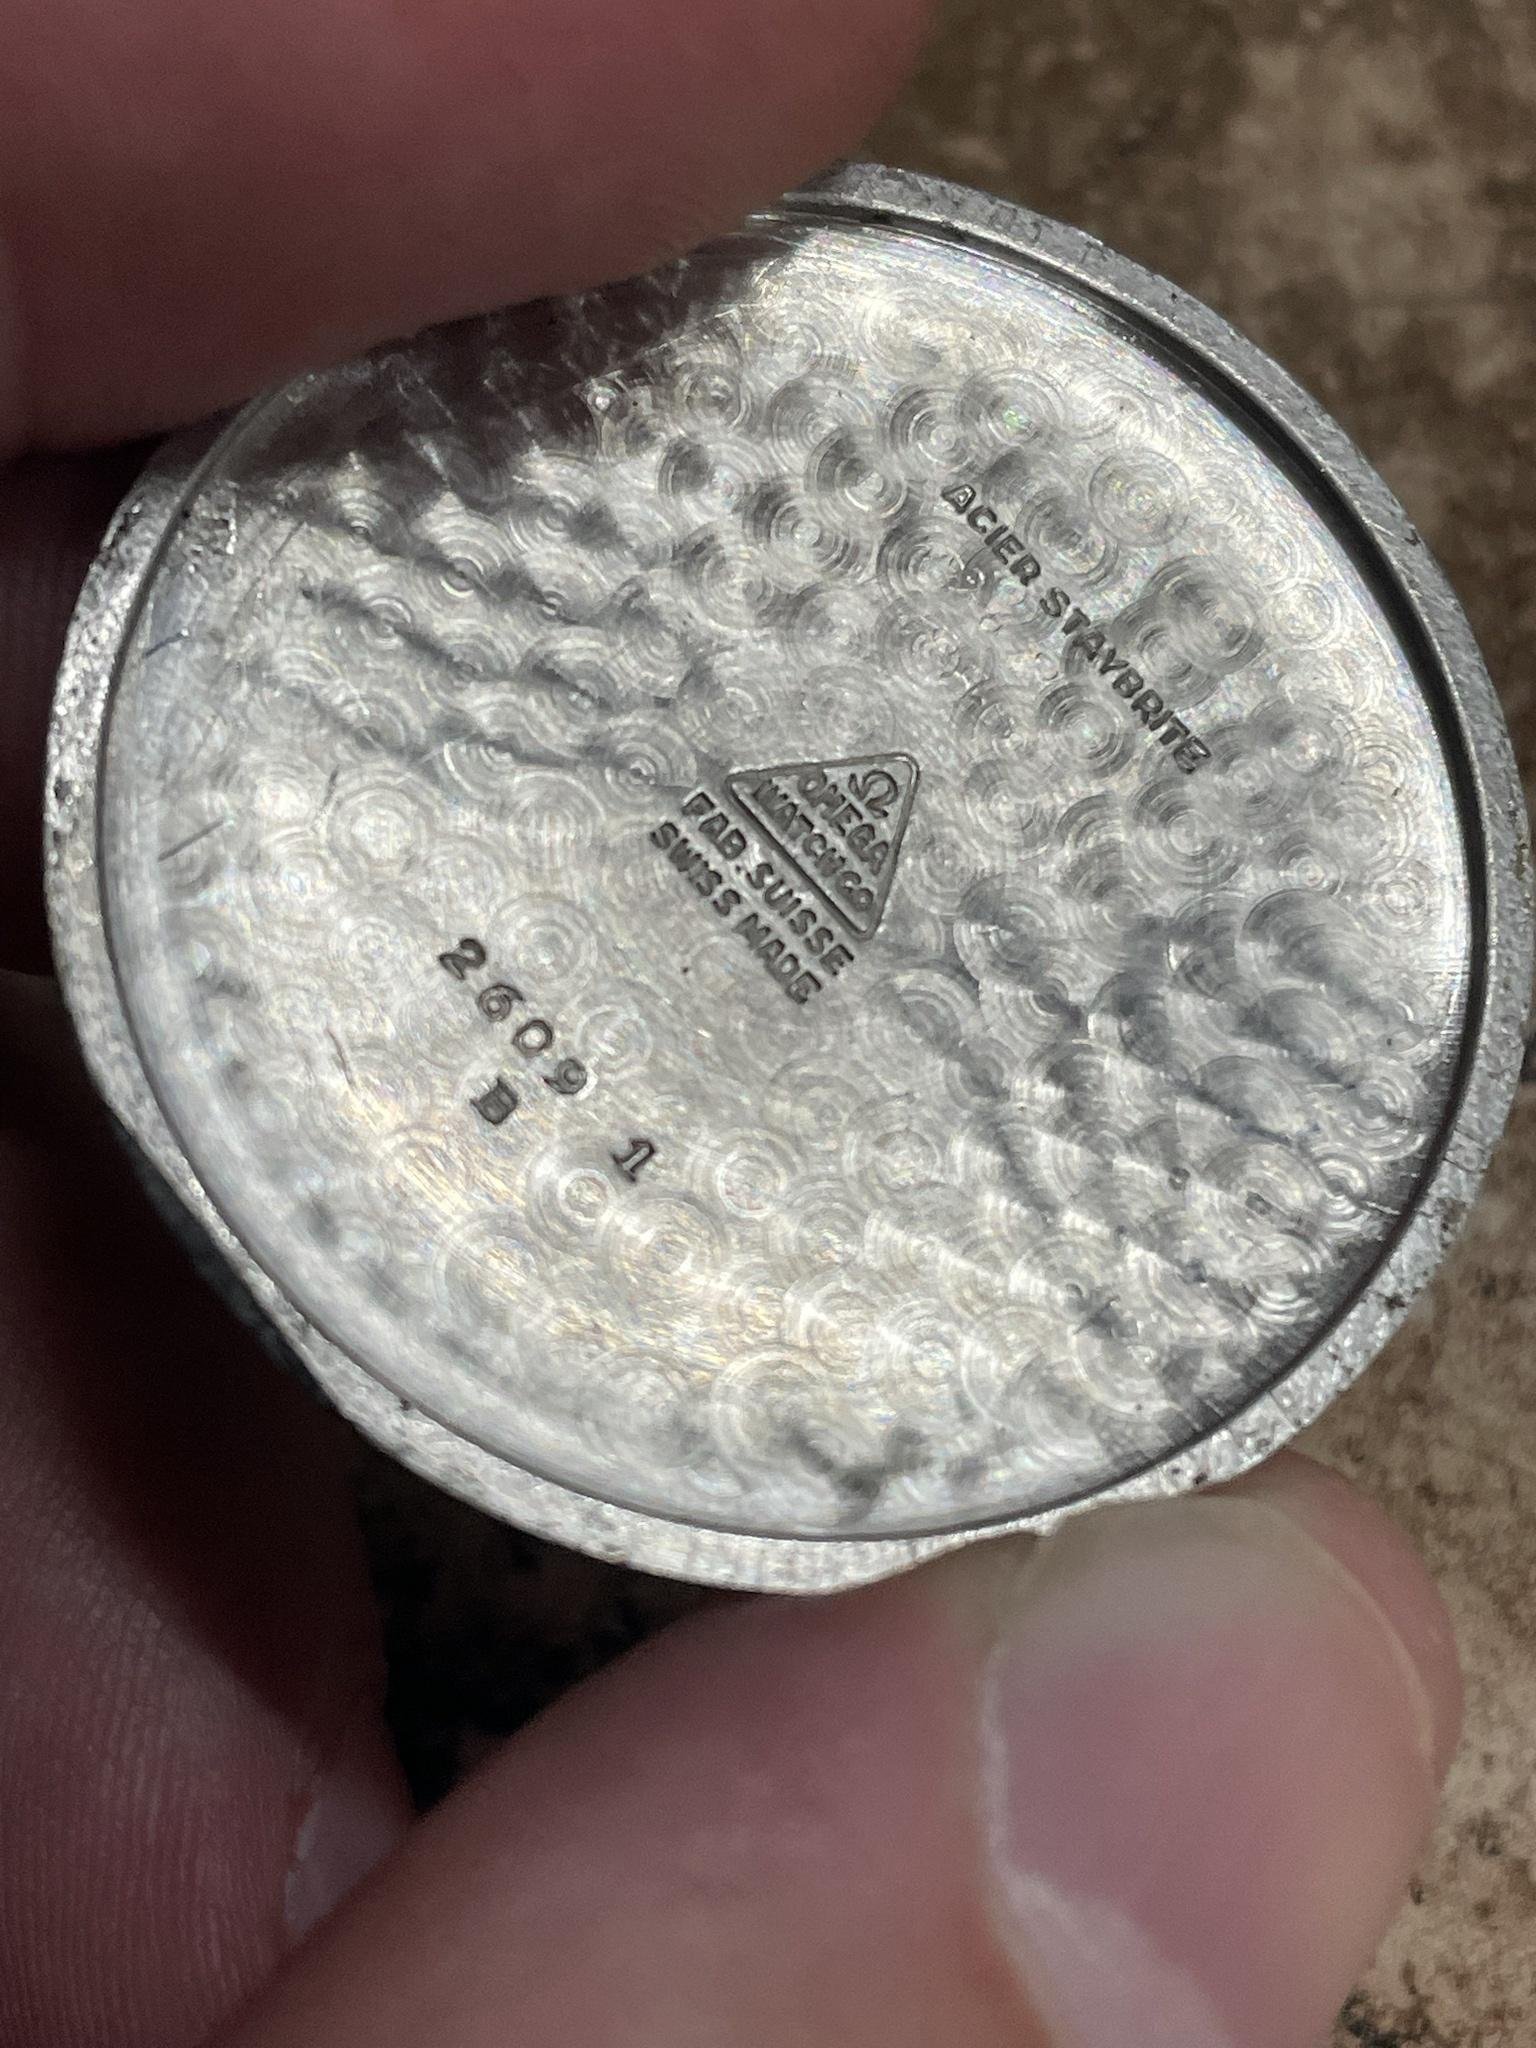 ACIER STAYBRITE
Ω
OMEGA
WATCH CO
FAB. SUISSE
SWISS MADE
2609
1